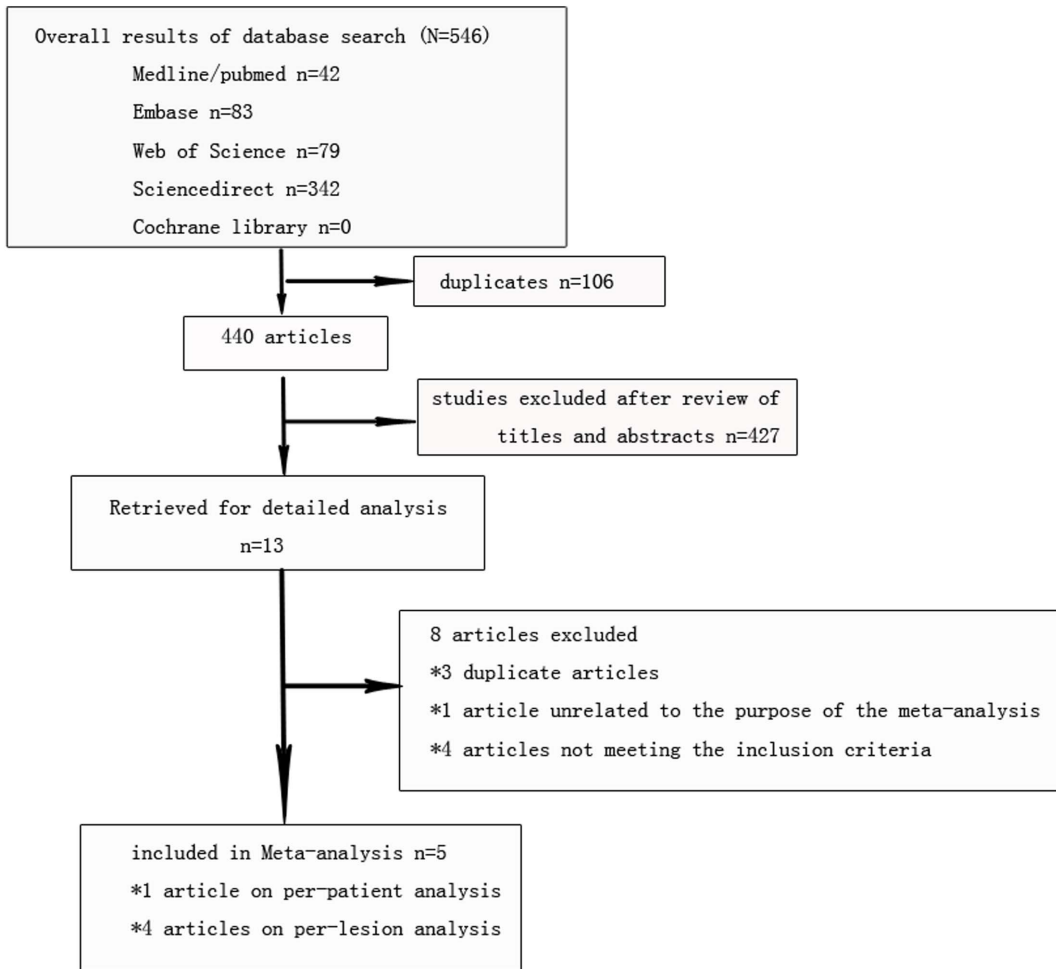 Overall results of database search (N=546)
Medline/pubmed n=42
Embase n=83
Web of Science n=79
Sciencedirect n=342
Cochrane library n=0
duplicates n=106
440 articles
studies excluded after review of
titles and abstracts n=427
Retrieved for detailed analysis
n=13
8 articles excluded
*3 duplicate articles
*1 article unrelated to the purpose of the meta-analysis
*4 articles not meeting the inclusion criteria
included in Meta-analysis n=5
*1 article on per-patient analysis
*4 articles on per-lesion analysis